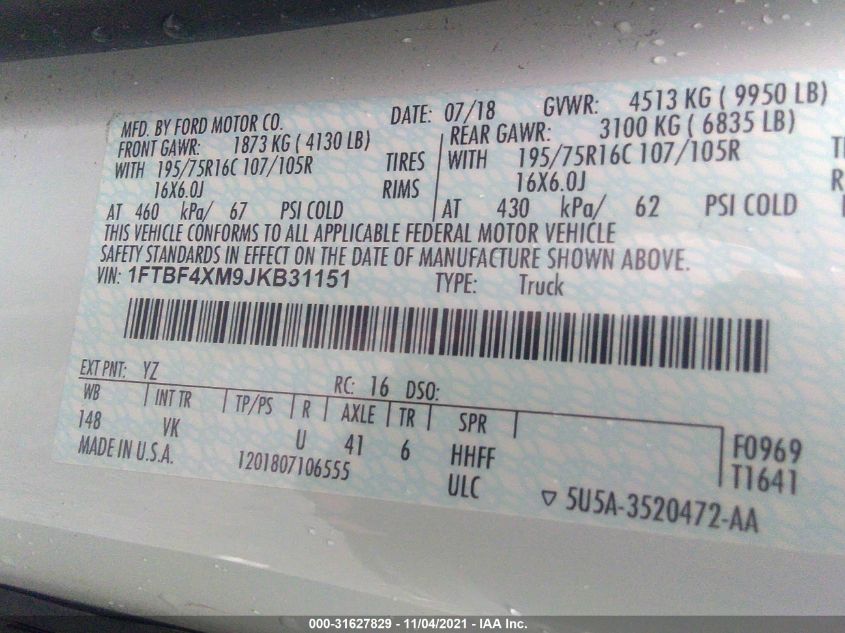 MFD. BY FORD MOTOR CO. DATE: 07/18 GVWR: 4513 KG ( 9950 LB)
FRONT GAWR: 1873 KG ( 4130 LB) REAR GAWR: 3100 KG ( 6835 LB)
WITH 195/75R16C 107/105R TIRES WITH 195/75R16C 107/105R
16X6.0J RIMS 16X6.0J
AT 460 kPa/ 67 PSI COLD AT 430 kPa/ 62 PSI COLD
THIS VEHICLE CONFORMS TO ALL APPLICABLE FEDERAL MOTOR VEHICLE
SAFETY STANDARDS IN EFFECT ON THE DATE OF MANUFACTURE SHOWN ABOVE.
VIN: 1FTBF4XM9JKB31151 TYPE: Truck
EXT PNT: YZ RC: 16 DSO:
WB INT TR TP/PS R AXLE TR SPR
148 VK U 41 6 HHFF F0969
MADE IN U.S.A. 1201807106555 ULC T1641
5U5A-3520472-AA
000-31627829 - 11/04/2021 - IAA Inc.